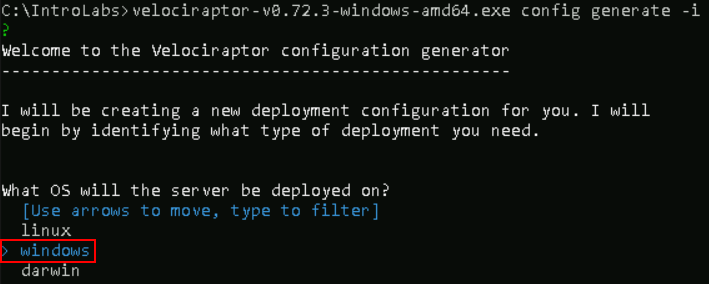 C:\IntroLabs>velociraptor-v0.72.3-windows-amd64.exe config generate -i
?
Welcome to the Velociraptor configuration generator
---------------------------------------------------
I will be creating a new deployment configuration for you. I will
begin by identifying what type of deployment you need.
What OS will the server be deployed on?
[Use arrows to move, type to filter]
linux
> windows
darwin